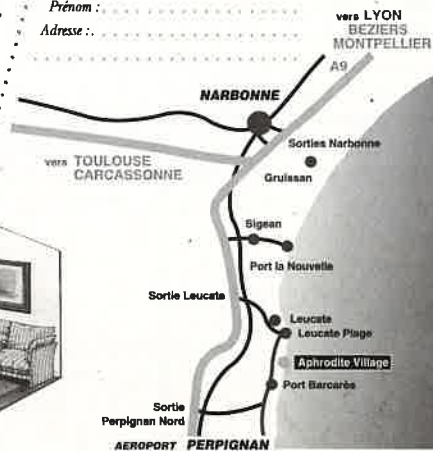 Prénom :
Adresse :
vers LYON
BEZIERS
MONTPELLIER
A9
NARBONNE
Sorties Narbonne
vers TOULOUSE
CARCASSONNE
Gruissan
Sigean
Port la Nouvelle
Sortie Leucate
Leucate
Leucate Plage
Aphrodite Village
Port Barcarès
Sortie
Perpignan Nord
AEROPORT PERPIGNAN